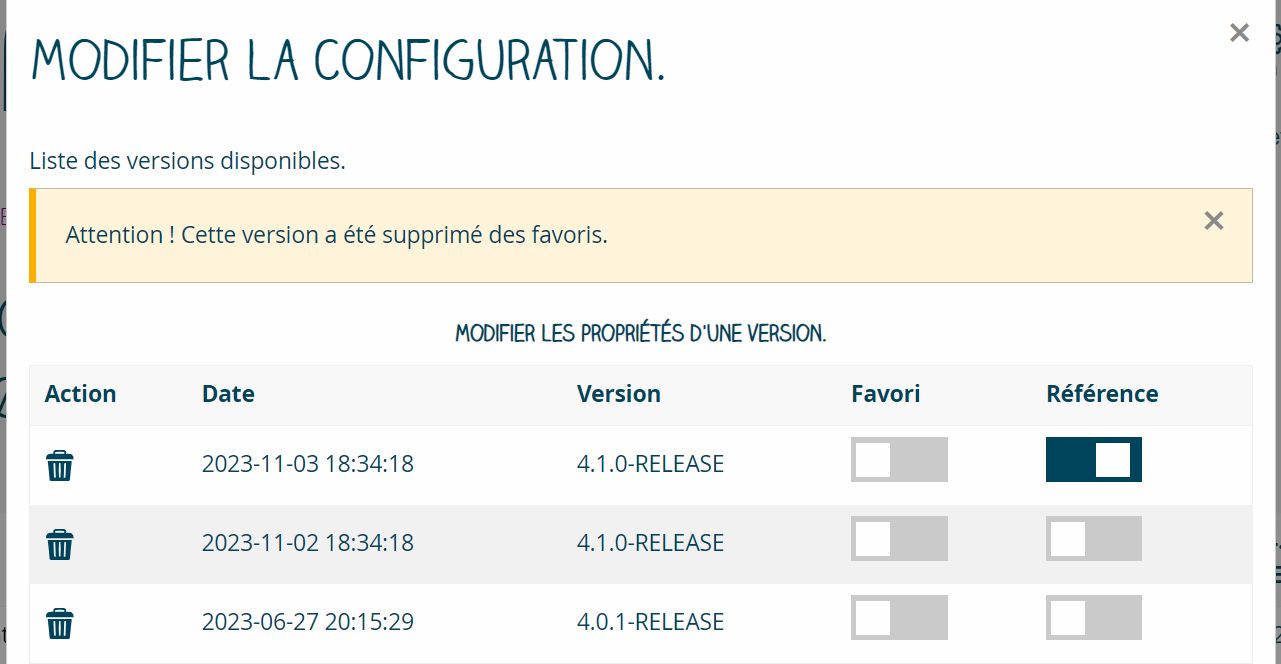 MODIFIER LA CONFIGURATION.
Liste des versions disponibles.
Attention ! Cette version a été supprimé des favoris.
MODIFIER LES PROPRIÉTÉS D'UNE VERSION.
Action Date Version Favori Référence
2023-11-03 18:34:18 4.1.0-RELEASE
2023-11-02 18:34:18 4.1.0-RELEASE
2023-06-27 20:15:29 4.0.1-RELEASE